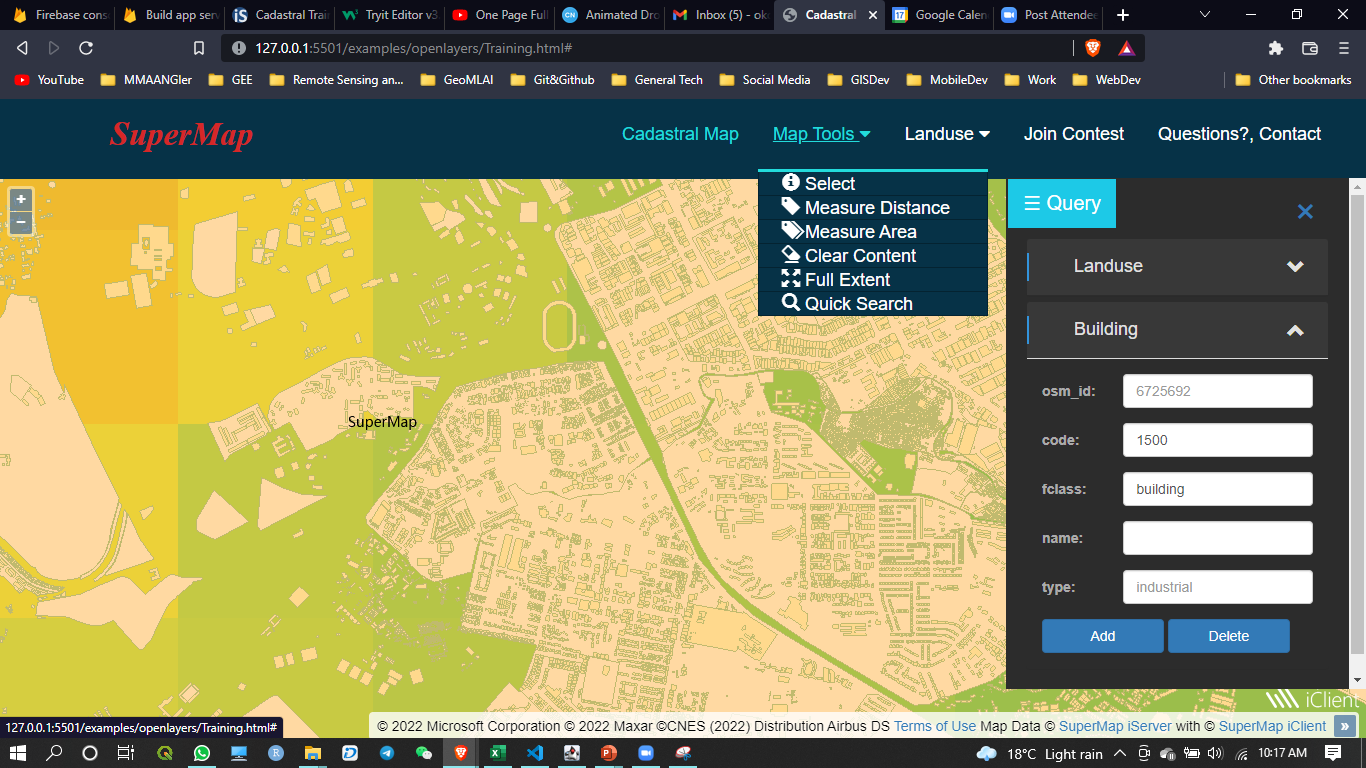 Firebase cons
Build app serv
Cadastral Trai
Tryit Editor v3
One Page Full
Animated Dro
Inbox (5) - ok
Cadastral
Google Calen
Post Attendee
127.0.0.1:5501/examples/openlayers/Training.html#
YouTube MMAANGler GEE Remote Sensing an... GeoMLAI Git&Github General Tech Social Media GISDev MobileDev Work WebDev Other bookmarks
SuperMap
Cadastral Map Map Tools Landuse Join Contest Questions?, Contact
Select
Measure Distance
Measure Area
Clear Content
Full Extent
Quick Search
+
−
SuperMap
☰ Query
×
Landuse
Building
osm_id: 6725692
code: 1500
fclass: building
name:
type: industrial
Add Delete
iClient
127.0.0.1:5501/examples/openlayers/Training.html#
© 2022 Microsoft Corporation © 2022 Maxar ©CNES (2022) Distribution Airbus DS Terms of Use Map Data © SuperMap iServer with © SuperMap iClient »
18°C Light rain 10:17 AM